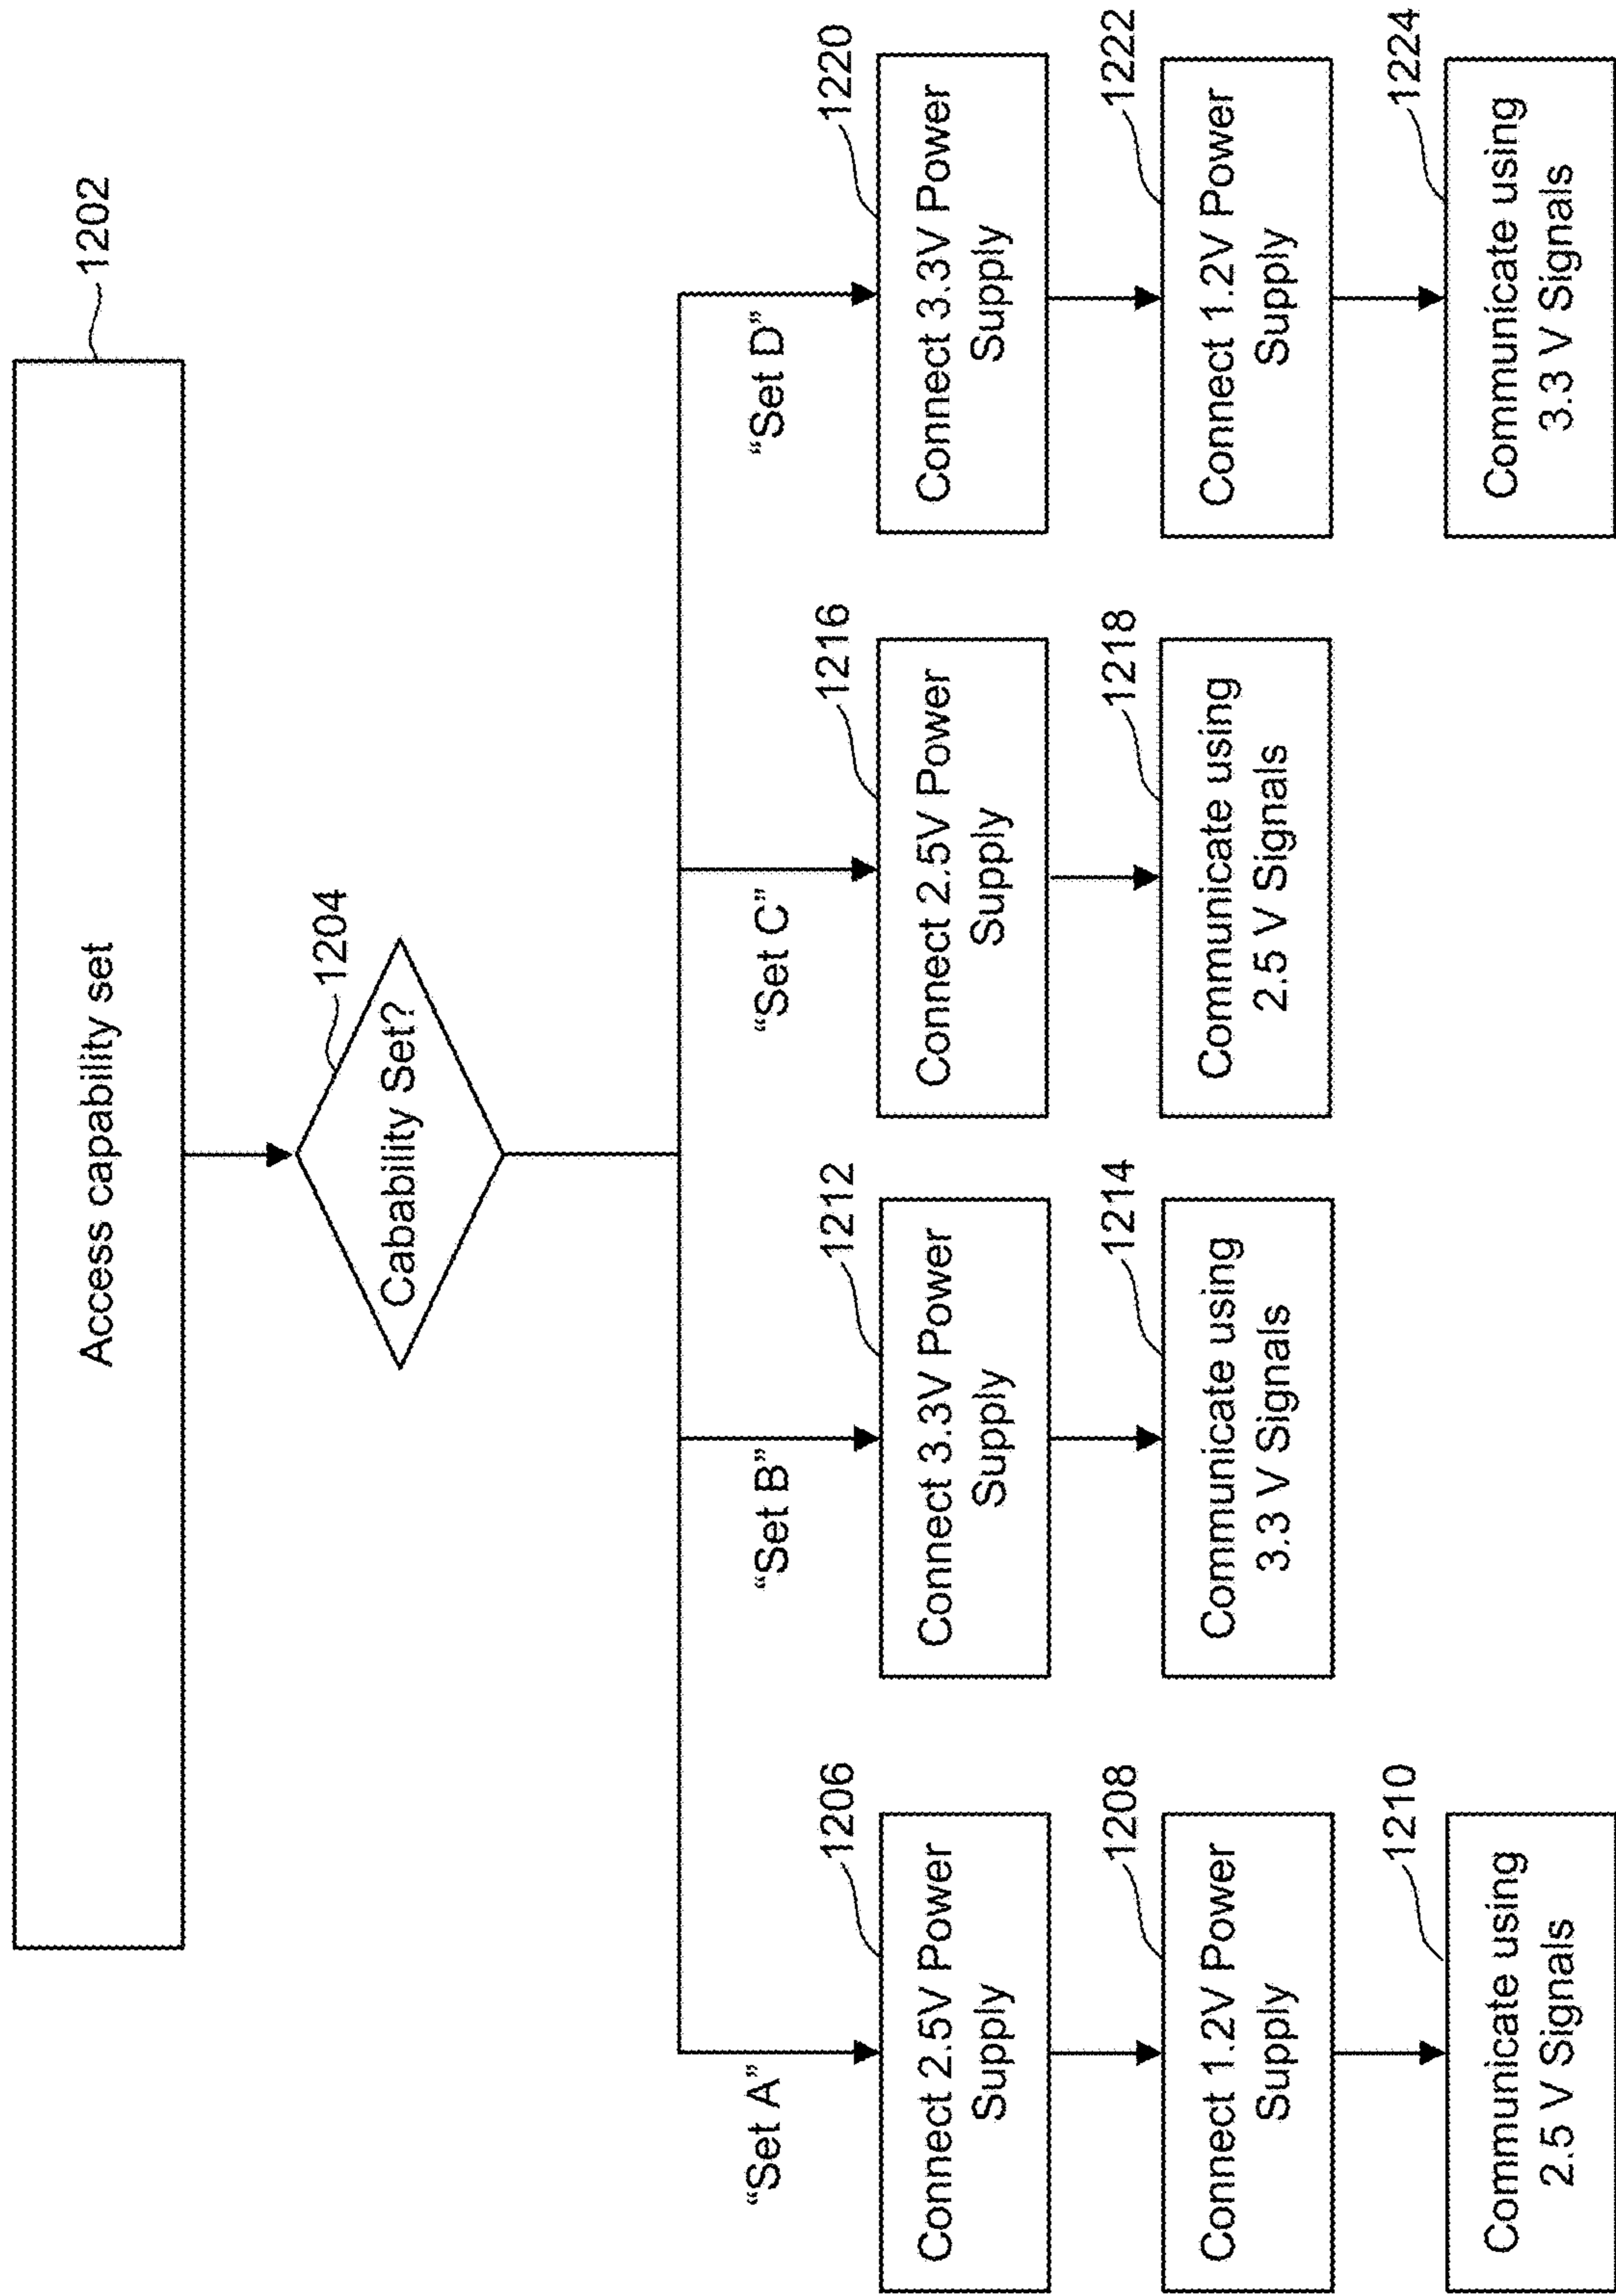 Access capability set
1202
1204
Cabability Set?
“Set A”
“Set B”
“Set C”
“Set D”
1206
Connect 2.5V Power
Supply
1208
Connect 1.2V Power
Supply
1210
Communicate using
2.5 V Signals
1212
Connect 3.3V Power
Supply
1214
Communicate using
3.3 V Signals
1216
Connect 2.5V Power
Supply
1218
Communicate using
2.5 V Signals
1220
Connect 3.3V Power
Supply
1222
Connect 1.2V Power
Supply
1224
Communicate using
3.3 V Signals